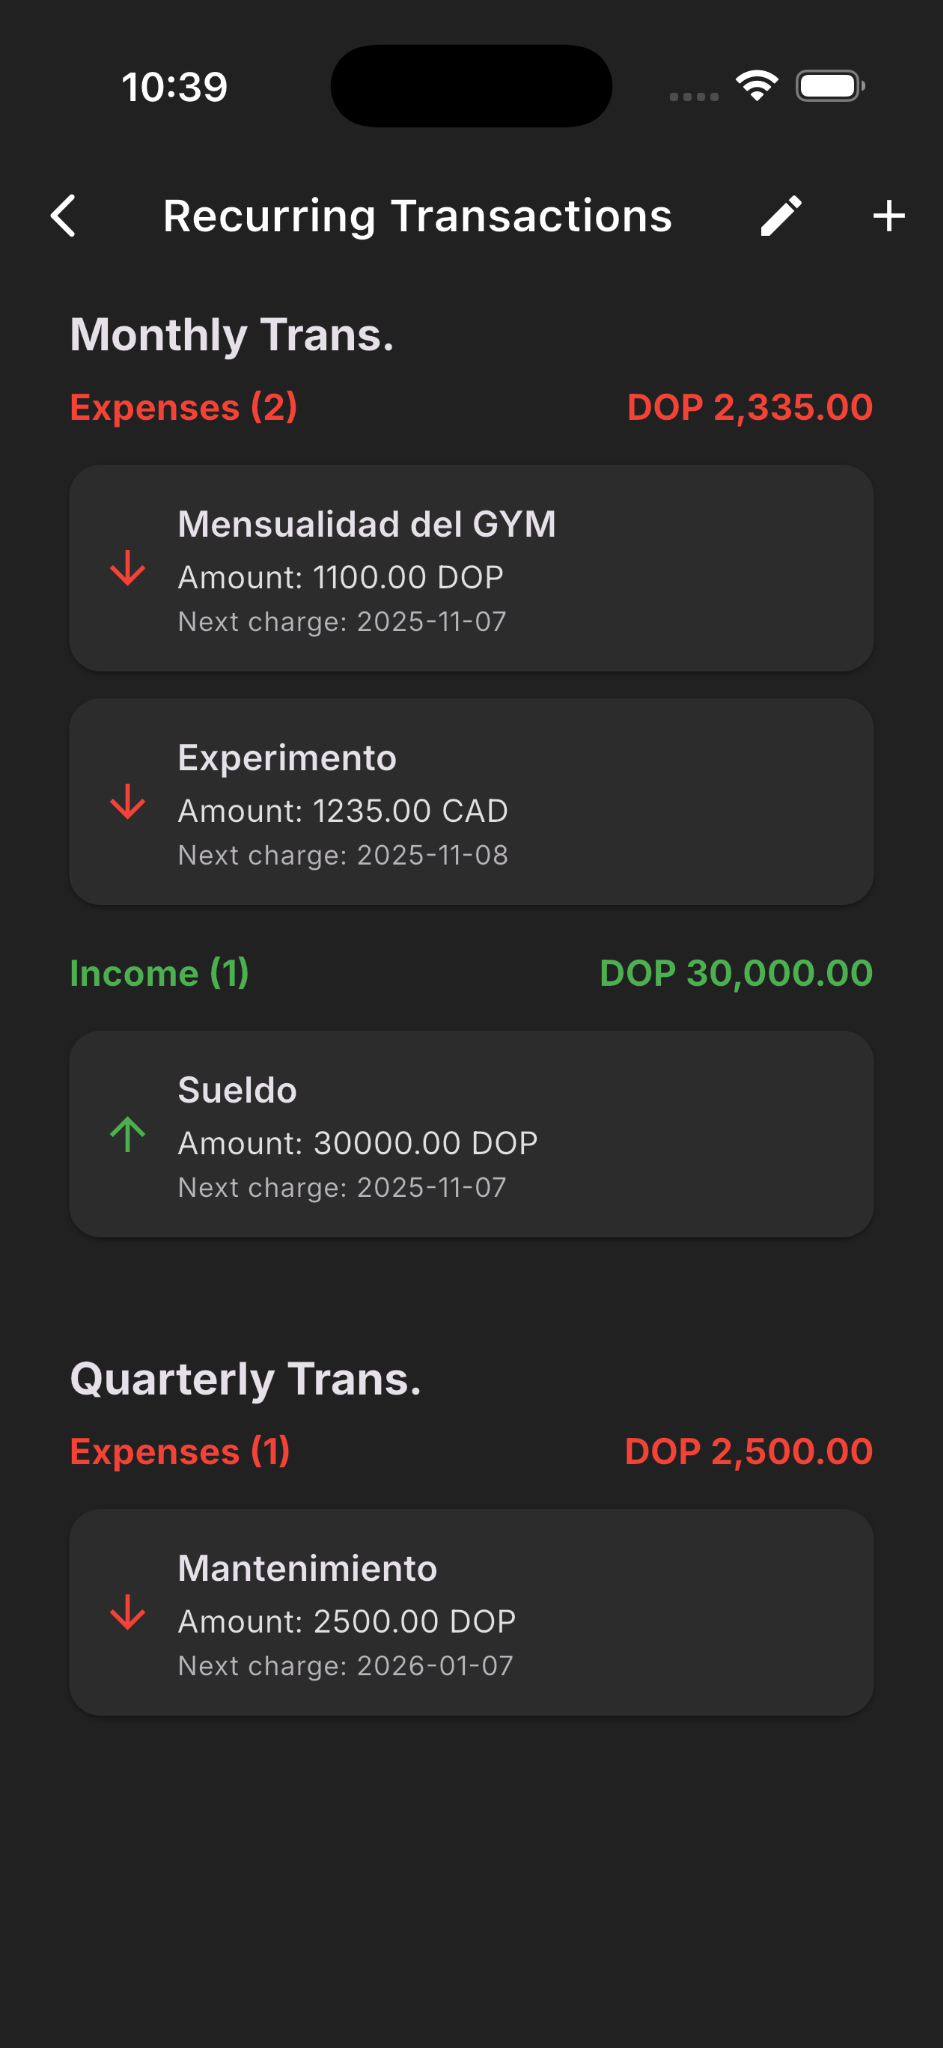 10:39
Recurring Transactions
Monthly Trans.
Expenses (2) DOP 2,335.00
Mensualidad del GYM
Amount: 1100.00 DOP
Next charge: 2025-11-07
Experimento
Amount: 1235.00 CAD
Next charge: 2025-11-08
Income (1) DOP 30,000.00
Sueldo
Amount: 30000.00 DOP
Next charge: 2025-11-07
Quarterly Trans.
Expenses (1) DOP 2,500.00
Mantenimiento
Amount: 2500.00 DOP
Next charge: 2026-01-07